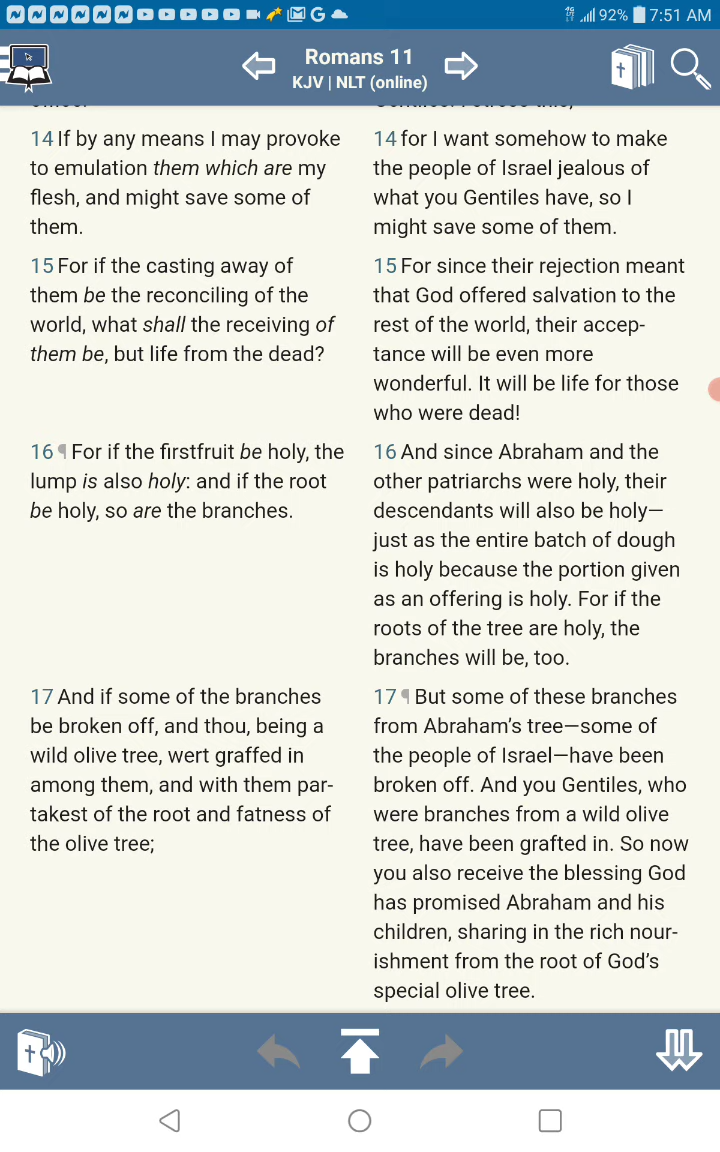 92% 7:51 AM
Romans 11
KJV | NLT (online)
14 If by any means I may provoke
to emulation them which are my
flesh, and might save some of
them.
14 for I want somehow to make
the people of Israel jealous of
what you Gentiles have, so I
might save some of them.
15 For if the casting away of
them be the reconciling of the
world, what shall the receiving of
them be, but life from the dead?
15 For since their rejection meant
that God offered salvation to the
rest of the world, their accep-
tance will be even more
wonderful. It will be life for those
who were dead!
16 ¶ For if the firstfruit be holy, the
lump is also holy: and if the root
be holy, so are the branches.
16 And since Abraham and the
other patriarchs were holy, their
descendants will also be holy—
just as the entire batch of dough
is holy because the portion given
as an offering is holy. For if the
roots of the tree are holy, the
branches will be, too.
17 And if some of the branches
be broken off, and thou, being a
wild olive tree, wert graffed in
among them, and with them par-
takest of the root and fatness of
the olive tree;
17 ¶ But some of these branches
from Abraham's tree—some of
the people of Israel—have been
broken off. And you Gentiles, who
were branches from a wild olive
tree, have been grafted in. So now
you also receive the blessing God
has promised Abraham and his
children, sharing in the rich nour-
ishment from the root of God's
special olive tree.